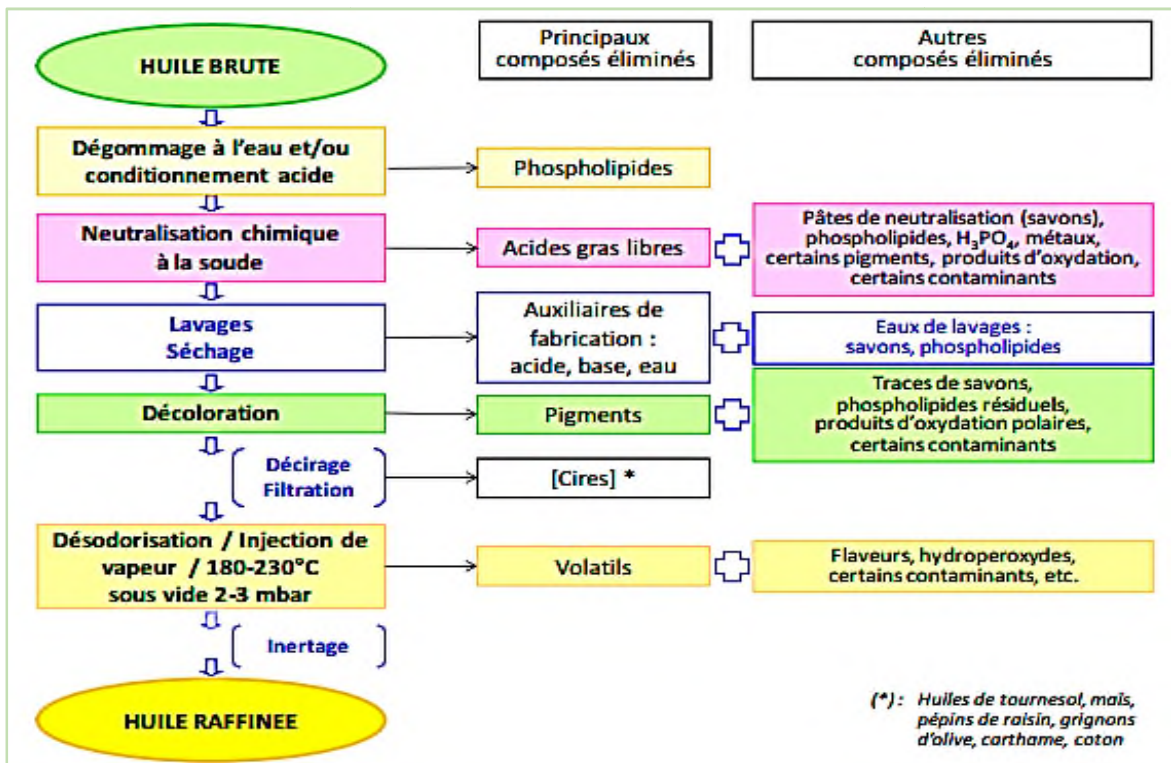 HUILE BRUTE
Principaux
composés éliminés
Autres
composés éliminés
Dégommage à l'eau et/ou
conditionnement acide
Phospholipides
Neutralisation chimique
à la soude
Acides gras libres
Pâtes de neutralisation (savons),
phospholipides, H₃PO₄, métaux,
certains pigments, produits d'oxydation,
certains contaminants
Lavages
Séchage
Auxiliaires de
fabrication :
acide, base, eau
Eaux de lavages :
savons, phospholipides
Décoloration
Pigments
Traces de savons,
phospholipides résiduels,
produits d'oxydation polaires,
certains contaminants
Décirage
Filtration
[Cires] *
Désodorisation / Injection de
vapeur / 180-230°C
sous vide 2-3 mbar
Volatils
Flaveurs, hydroperoxydes,
certains contaminants, etc.
Inertage
HUILE RAFFINEE
(*) : Huiles de tournesol, maïs,
pépins de raisin, grignons
d'olive, carthame, coton